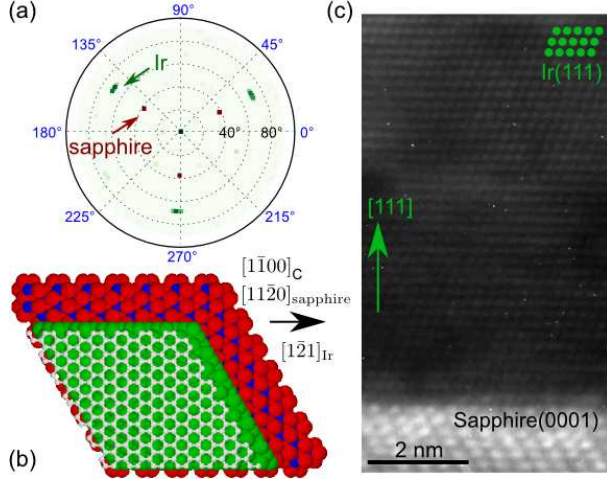 (a)
90°
135°
45°
Ir
180°
40°
80°
0°
sapphire
225°
215°
270°
[11̄00]C
[112̄0]sapphire
[12̄1]Ir
(b)
(c)
Ir(111)
[111]
Sapphire(0001)
2 nm